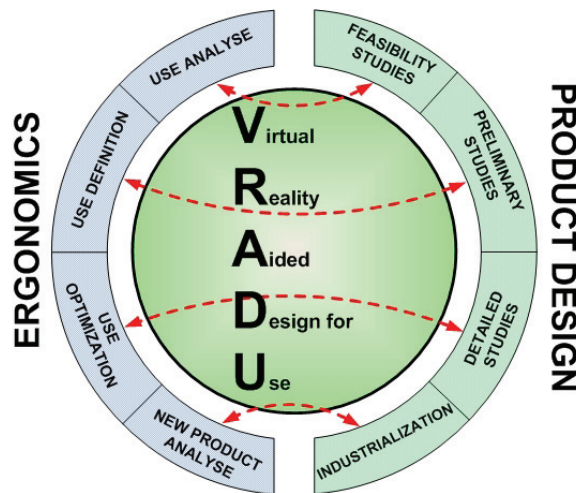 ERGONOMICS
USE ANALYSE
USE DEFINITION
USE
OPTIMIZATION
NEW PRODUCT
ANALYSE
Virtual
Reality
Aided
Design for
Use
FEASIBILITY
STUDIES
PRELIMINARY
STUDIES
DETAILED
STUDIES
INDUSTRIALIZATION
PRODUCT DESIGN